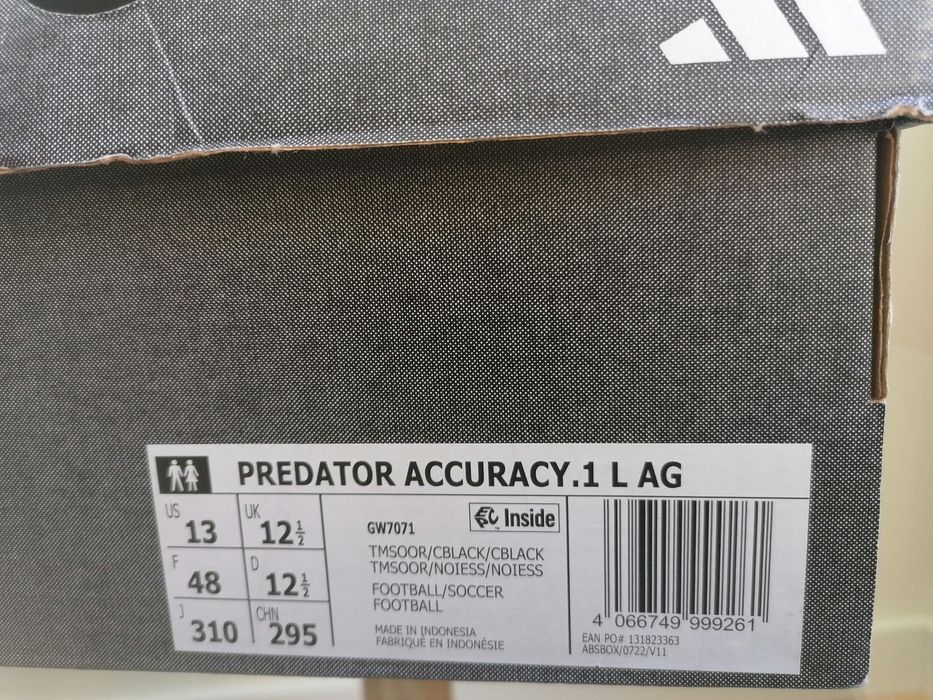 PREDATOR ACCURACY.1 L AG
US 13 UK 12 1/2
F 48 D 12 1/2
J 310 CHN 295
GW7071
Inside
TMSOOR/CBLACK/CBLACK
TMSOOR/NOIESS/NOIESS
FOOTBALL/SOCCER
FOOTBALL
MADE IN INDONESIA
FABRIQUÉ EN INDONÉSIE
4 066749 999261
EAN PO# 131823363
ABSBOX/0722/V11